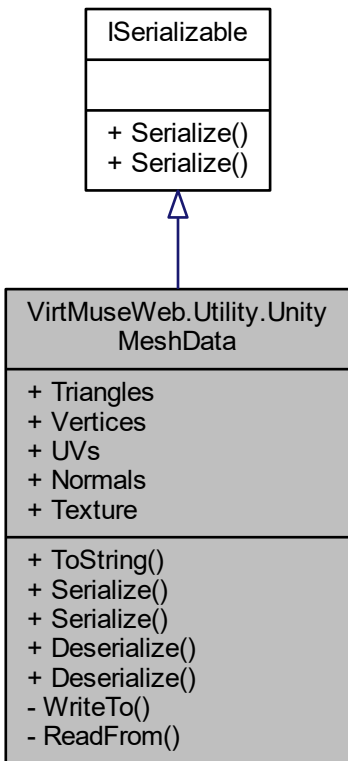 ISerializable
+ Serialize()
+ Serialize()
VirtMuseWeb.Utility.Unity
MeshData
+ Triangles
+ Vertices
+ UVs
+ Normals
+ Texture
+ ToString()
+ Serialize()
+ Serialize()
+ Deserialize()
+ Deserialize()
- WriteTo()
- ReadFrom()